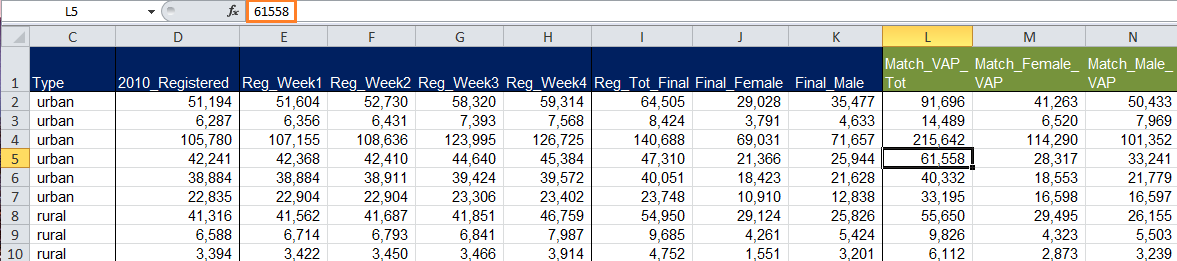 L5 fx 61558
C D E F G H I J K L M N
1 Type 2010_Registered Reg_Week1 Reg_Week2 Reg_Week3 Reg_Week4 Reg_Tot_Final Final_Female Final_Male Match_VAP_Tot Match_Female_VAP Match_Male_VAP
2 urban 51,194 51,604 52,730 58,320 59,314 64,505 29,028 35,477 91,696 41,263 50,433
3 urban 6,287 6,356 6,431 7,393 7,568 8,424 3,791 4,633 14,489 6,520 7,969
4 urban 105,780 107,155 108,636 123,995 126,725 140,688 69,031 71,657 215,642 114,290 101,352
5 urban 42,241 42,368 42,410 44,640 45,384 47,310 21,366 25,944 61,558 28,317 33,241
6 urban 38,884 38,884 38,911 39,424 39,572 40,051 18,423 21,628 40,332 18,553 21,779
7 urban 22,835 22,904 22,904 23,306 23,402 23,748 10,910 12,838 33,195 16,598 16,597
8 rural 41,316 41,562 41,687 41,851 46,759 54,950 29,124 25,826 55,650 29,495 26,155
9 rural 6,588 6,714 6,793 6,841 7,987 9,685 4,261 5,424 9,826 4,323 5,503
10 rural 3,394 3,422 3,450 3,466 3,914 4,752 1,551 3,201 6,112 2,873 3,239